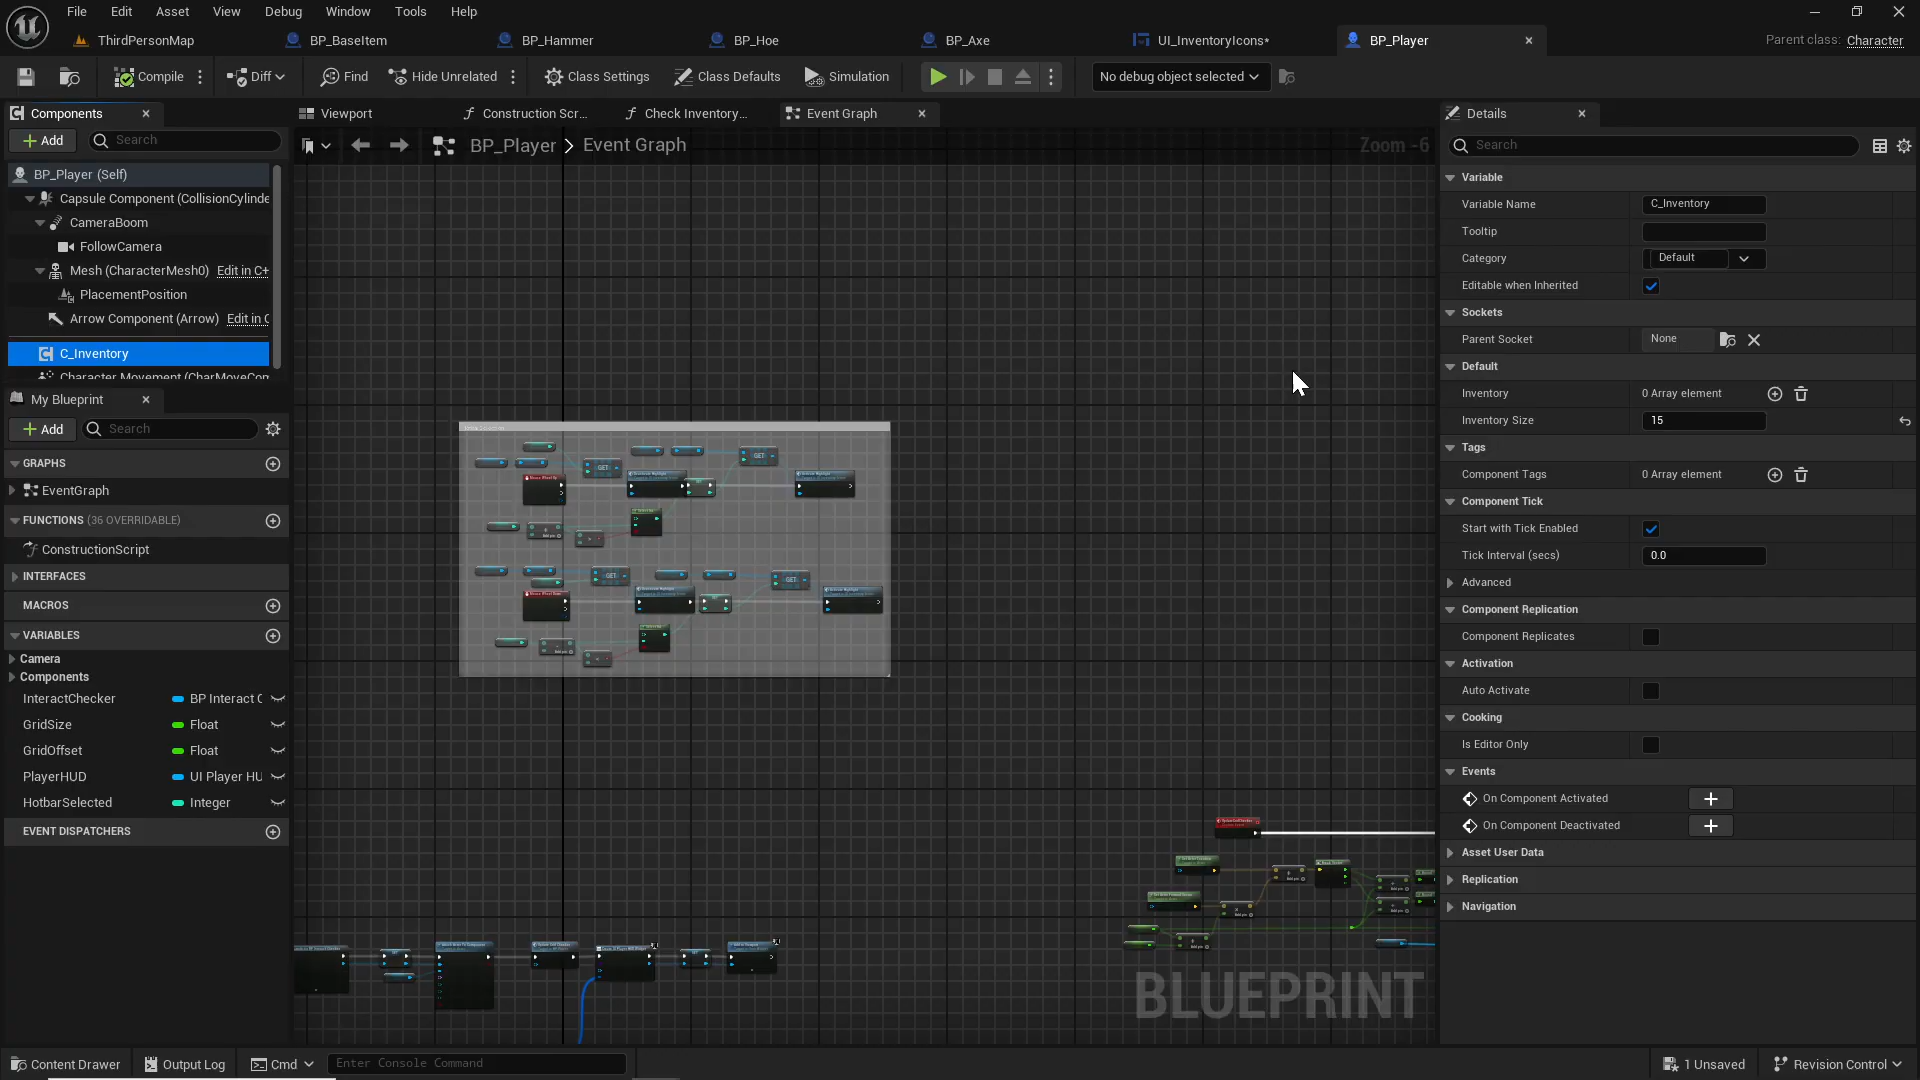 File Edit Asset View Debug Window Tools Help
ThirdPersonMap BP_BaseItem BP_Hammer BP_Hoe BP_Axe UI_InventoryIcons* BP_Player Parent class: Character
Compile Diff Find Hide Unrelated Class Settings Class Defaults Simulation No debug object selected
Components Viewport Construction Scr... Check Inventory... Event Graph Details
Add Search BP_Player Event Graph Zoom -6 Search
BP_Player (Self)
Capsule Component (CollisionCylinde
CameraBoom
FollowCamera
Mesh (CharacterMesh0) Edit in C+
PlacementPosition
Arrow Component (Arrow) Edit in C
C_Inventory
Character Movement (CharMoveCom
My Blueprint
Add Search
GRAPHS
EventGraph
FUNCTIONS (36 OVERRIDABLE)
ConstructionScript
INTERFACES
MACROS
VARIABLES
Camera
Components
InteractChecker BP Interact C
GridSize Float
GridOffset Float
PlayerHUD UI Player HU
HotbarSelected Integer
EVENT DISPATCHERS
GET GET
GET GET
BLUEPRINT
Variable
Variable Name C_Inventory
Tooltip
Category Default
Editable when Inherited
Sockets
Parent Socket None
Default
Inventory 0 Array element
Inventory Size 15
Tags
Component Tags 0 Array element
Component Tick
Start with Tick Enabled
Tick Interval (secs) 0.0
Advanced
Component Replication
Component Replicates
Activation
Auto Activate
Cooking
Is Editor Only
Events
On Component Activated
On Component Deactivated
Asset User Data
Replication
Navigation
Content Drawer Output Log Cmd Enter Console Command 1 Unsaved Revision Control